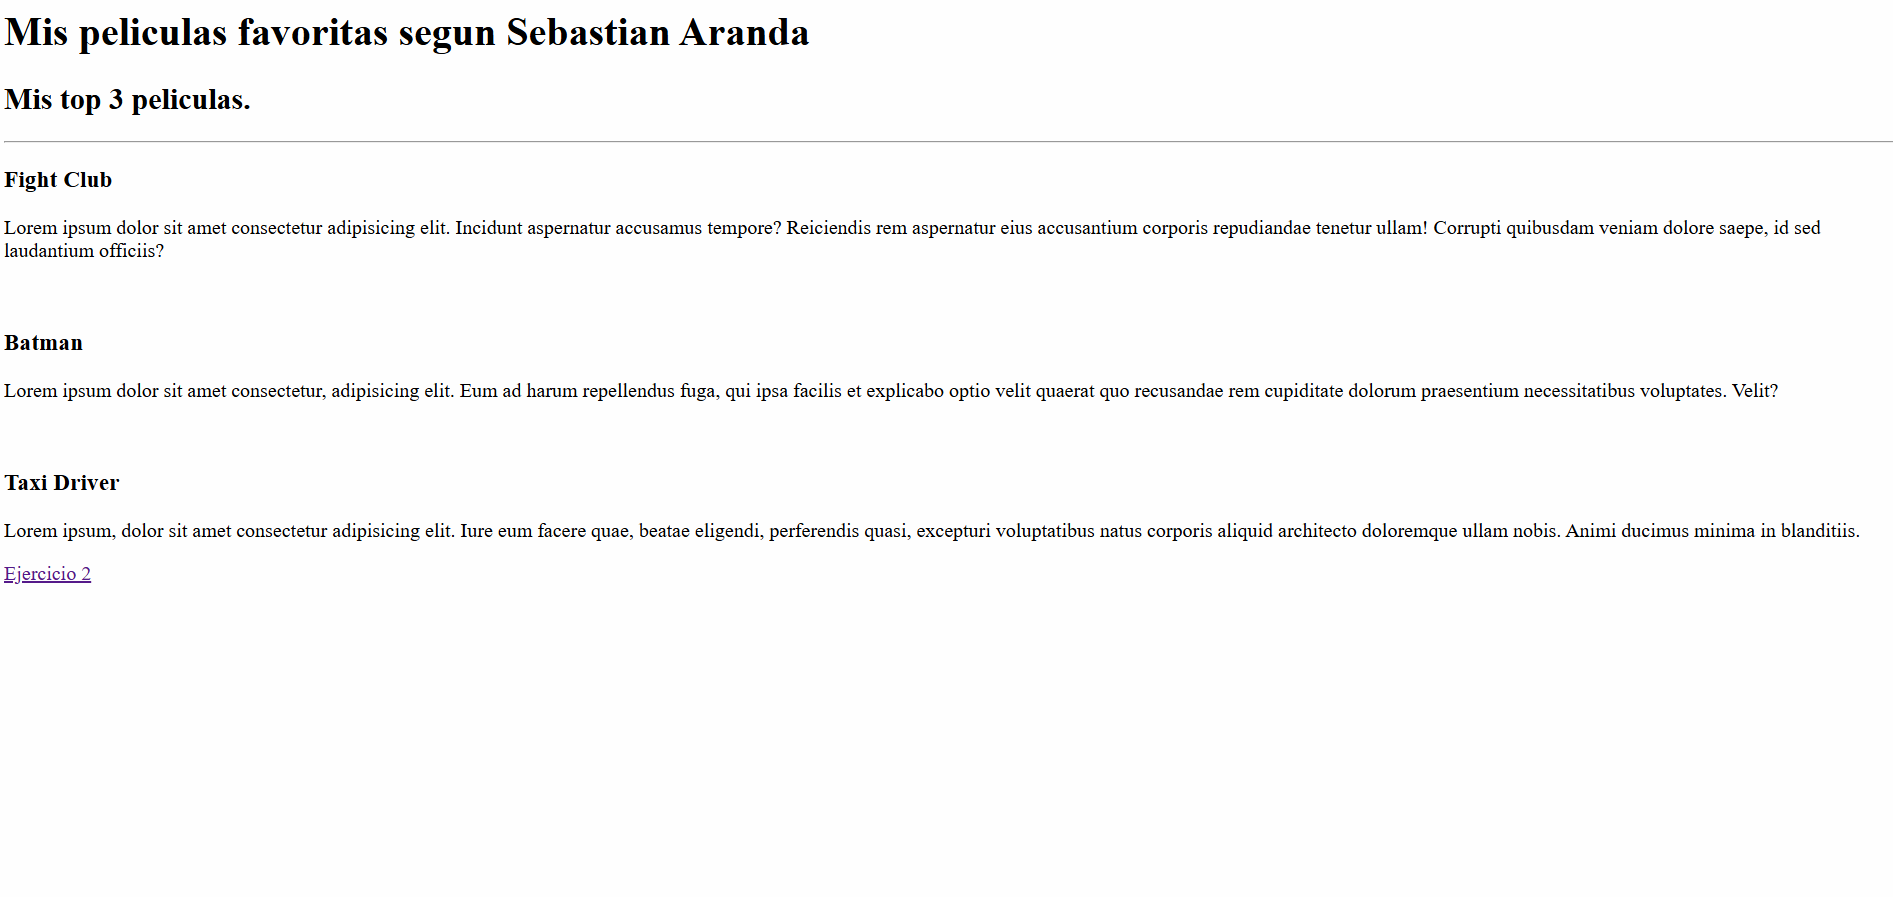 Mis peliculas favoritas segun Sebastian Aranda
Mis top 3 peliculas.
Fight Club
Lorem ipsum dolor sit amet consectetur adipisicing elit. Incidunt aspernatur accusamus tempore? Reiciendis rem aspernatur eius accusantium corporis repudiandae tenetur ullam! Corrupti quibusdam veniam dolore saepe, id sed
laudantium officiis?
Batman
Lorem ipsum dolor sit amet consectetur, adipisicing elit. Eum ad harum repellendus fuga, qui ipsa facilis et explicabo optio velit quaerat quo recusandae rem cupiditate dolorum praesentium necessitatibus voluptates. Velit?
Taxi Driver
Lorem ipsum, dolor sit amet consectetur adipisicing elit. Iure eum facere quae, beatae eligendi, perferendis quasi, excepturi voluptatibus natus corporis aliquid architecto doloremque ullam nobis. Animi ducimus minima in blanditiis.
Ejercicio 2